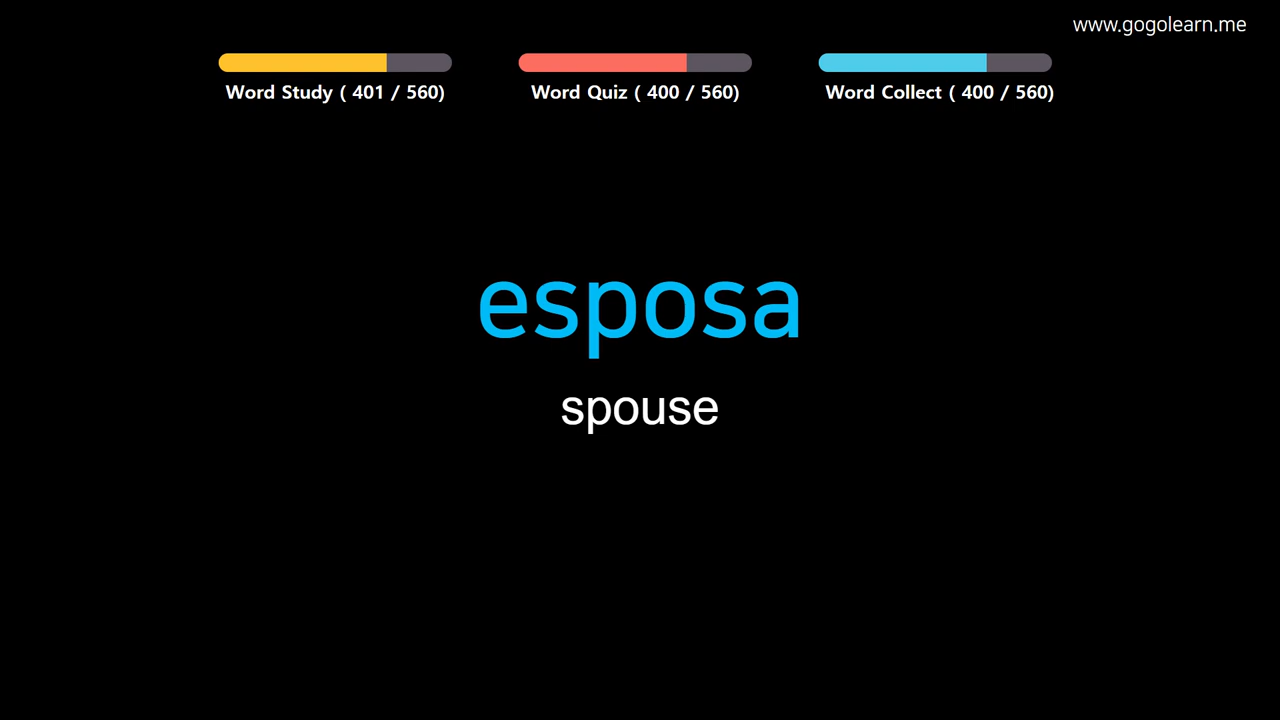 www.gogolearn.me
Word Study ( 401 / 560)
Word Quiz ( 400 / 560)
Word Collect ( 400 / 560)
esposa
spouse